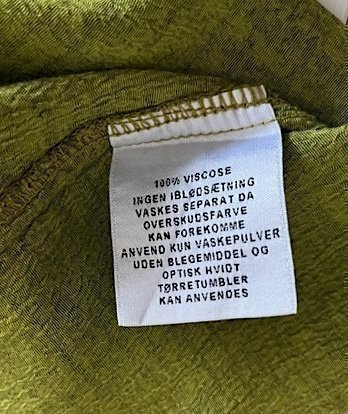 100% VISCOSE
INGEN IBLØDSÆTNING
VASKES SEPARAT DA
OVERSKUDSFARVE
KAN FOREKOMME
ANVEND KUN VASKEPULVER
UDEN BLEGEMIDDEL OG
OPTISK HVIDT
TØRRETUMBLER
KAN ANVENDES